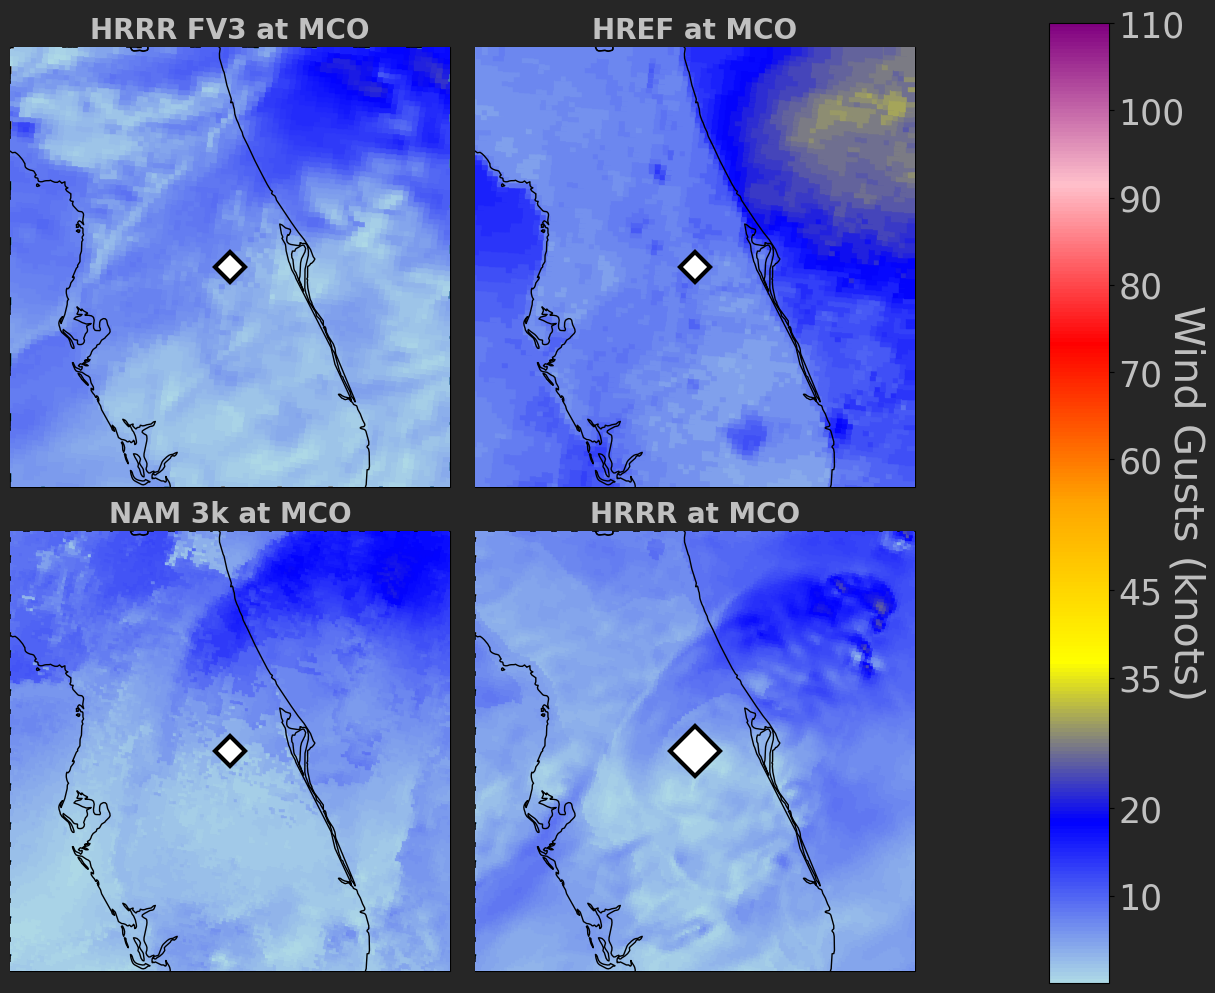 HRRR FV3 at MCO
HREF at MCO
NAM 3k at MCO
HRRR at MCO
110
100
90
80
70
60
45
35
20
10
Wind Gusts (knots)